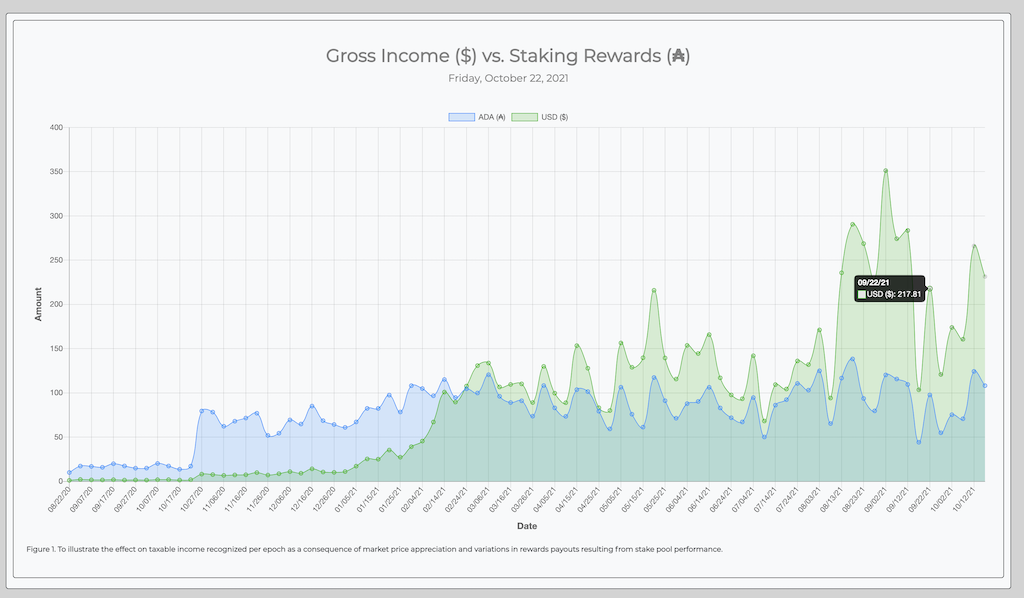 Gross Income ($) vs. Staking Rewards (₳)
Friday, October 22, 2021
ADA (₳) USD ($)
400
350
300
250
200
150
100
50
0
Amount
09/22/21
USD ($): 217.81
08/23/20 09/07/20 09/17/20 09/27/20 10/07/20 10/17/20 10/27/20 11/06/20 11/16/20 11/26/20 12/06/20 12/16/20 12/26/20 01/05/21 01/15/21 01/25/21 02/04/21 02/14/21 02/24/21 03/06/21 03/16/21 03/26/21 04/05/21 04/15/21 04/25/21 05/05/21 05/15/21 05/25/21 06/04/21 06/14/21 06/24/21 07/04/21 07/14/21 07/24/21 08/03/21 08/13/21 08/23/21 09/02/21 09/12/21 09/22/21 10/02/21 10/12/21
Date
Figure 1. To illustrate the effect on taxable income recognized per epoch as a consequence of market price appreciation and variations in rewards payouts resulting from stake pool performance.